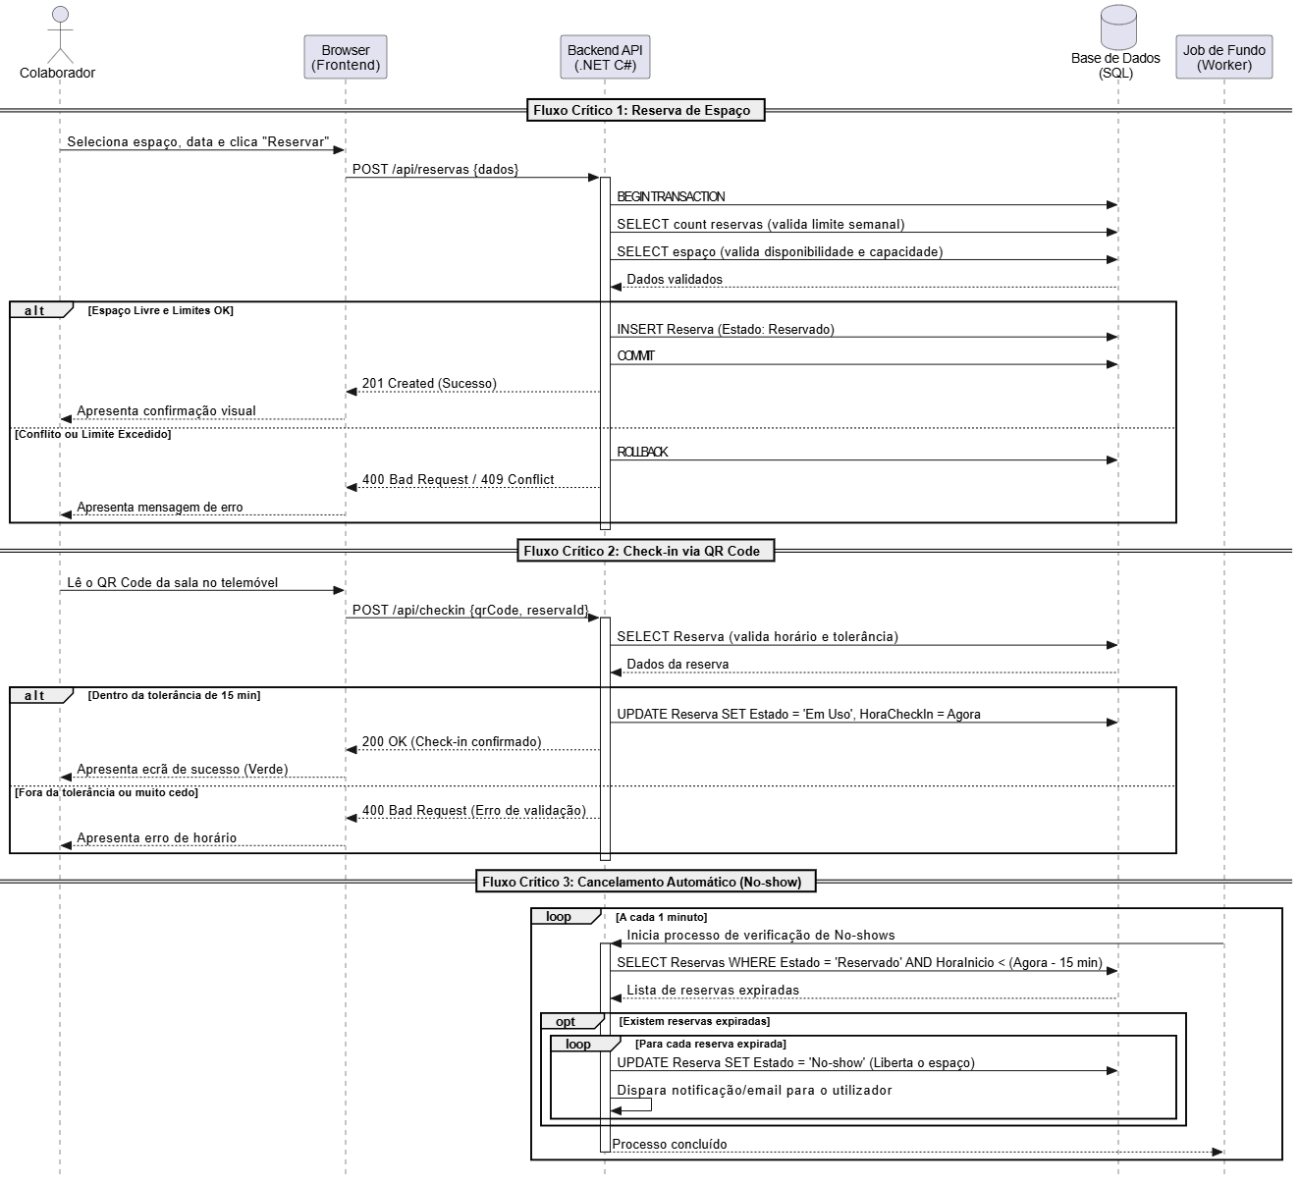 Colaborador
Browser
(Frontend)
Backend API
(.NET C#)
Base de Dados
(SQL)
Job de Fundo
(Worker)
Fluxo Crítico 1: Reserva de Espaço
Seleciona espaço, data e clica "Reservar"
POST /api/reservas {dados}
BEGIN TRANSACTION
SELECT count reservas (valida limite semanal)
SELECT espaço (valida disponibilidade e capacidade)
Dados validados
alt [Espaço Livre e Limites OK]
INSERT Reserva (Estado: Reservado)
COMMIT
201 Created (Sucesso)
Apresenta confirmação visual
[Conflito ou Limite Excedido]
ROLLBACK
400 Bad Request / 409 Conflict
Apresenta mensagem de erro
Fluxo Crítico 2: Check-in via QR Code
Lê o QR Code da sala no telemóvel
POST /api/checkin {qrCode, reservaId}
SELECT Reserva (valida horário e tolerância)
Dados da reserva
alt [Dentro da tolerância de 15 min]
UPDATE Reserva SET Estado = 'Em Uso', HoraCheckIn = Agora
200 OK (Check-in confirmado)
Apresenta ecrã de sucesso (Verde)
[Fora da tolerância ou muito cedo]
400 Bad Request (Erro de validação)
Apresenta erro de horário
Fluxo Crítico 3: Cancelamento Automático (No-show)
loop [A cada 1 minuto]
Inicia processo de verificação de No-shows
SELECT Reservas WHERE Estado = 'Reservado' AND HoraInicio < (Agora - 15 min)
Lista de reservas expiradas
opt [Existem reservas expiradas]
loop [Para cada reserva expirada]
UPDATE Reserva SET Estado = 'No-show' (Liberta o espaço)
Dispara notificação/email para o utilizador
Processo concluído